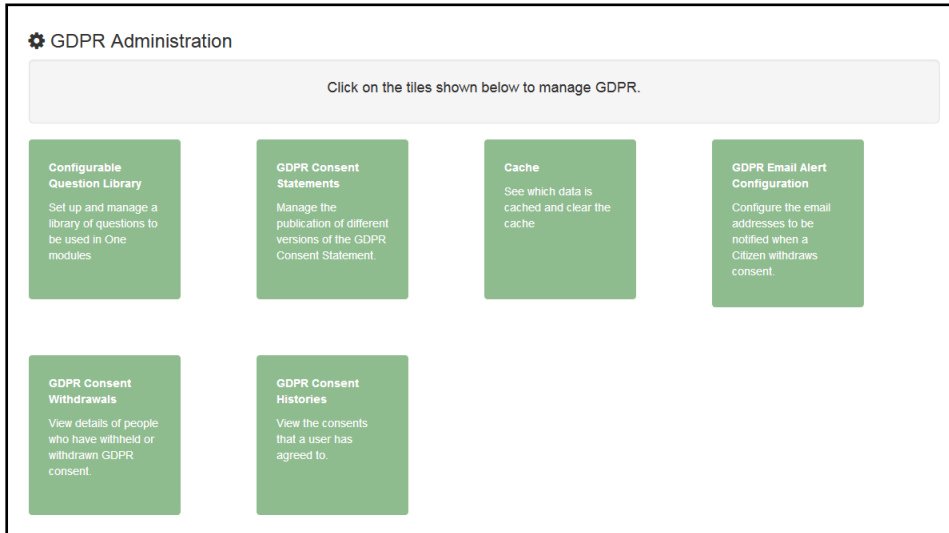 GDPR Administration
Click on the tiles shown below to manage GDPR.
Configurable
Question Library
Set up and manage a
library of questions to
be used in One
modules
GDPR Consent
Statements
Manage the
publication of different
versions of the GDPR
Consent Statement.
Cache
See which data is
cached and clear the
cache
GDPR Email Alert
Configuration
Configure the email
addresses to be
notified when a
Citizen withdraws
consent.
GDPR Consent
Withdrawals
View details of people
who have withheld or
withdrawn GDPR
consent.
GDPR Consent
Histories
View the consents
that a user has
agreed to.